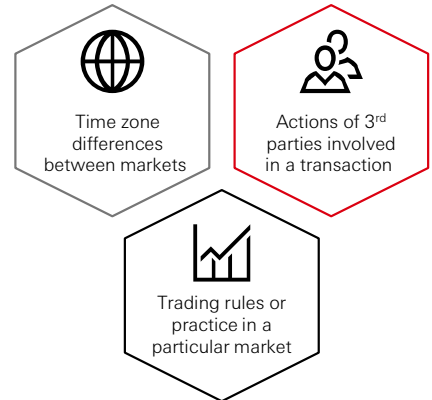 Time zone
differences
between markets
Actions of 3rd
parties involved
in a transaction
Trading rules or
practice in a
particular market